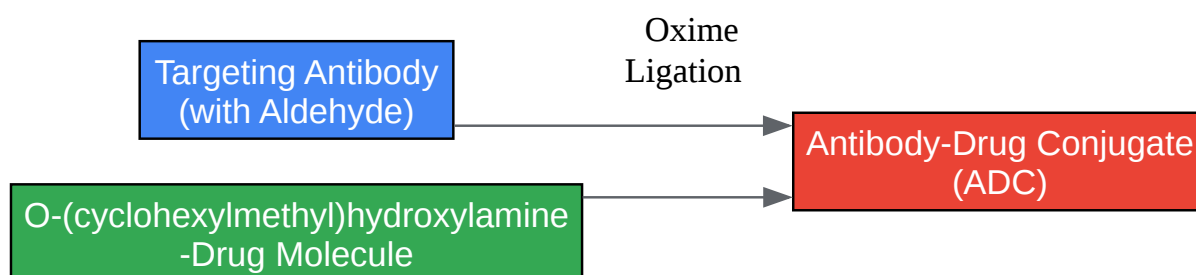 Oxime
Ligation
Targeting Antibody
(with Aldehyde)
Antibody-Drug Conjugate
(ADC)
O-(cyclohexylmethyl)hydroxylamine
-Drug Molecule